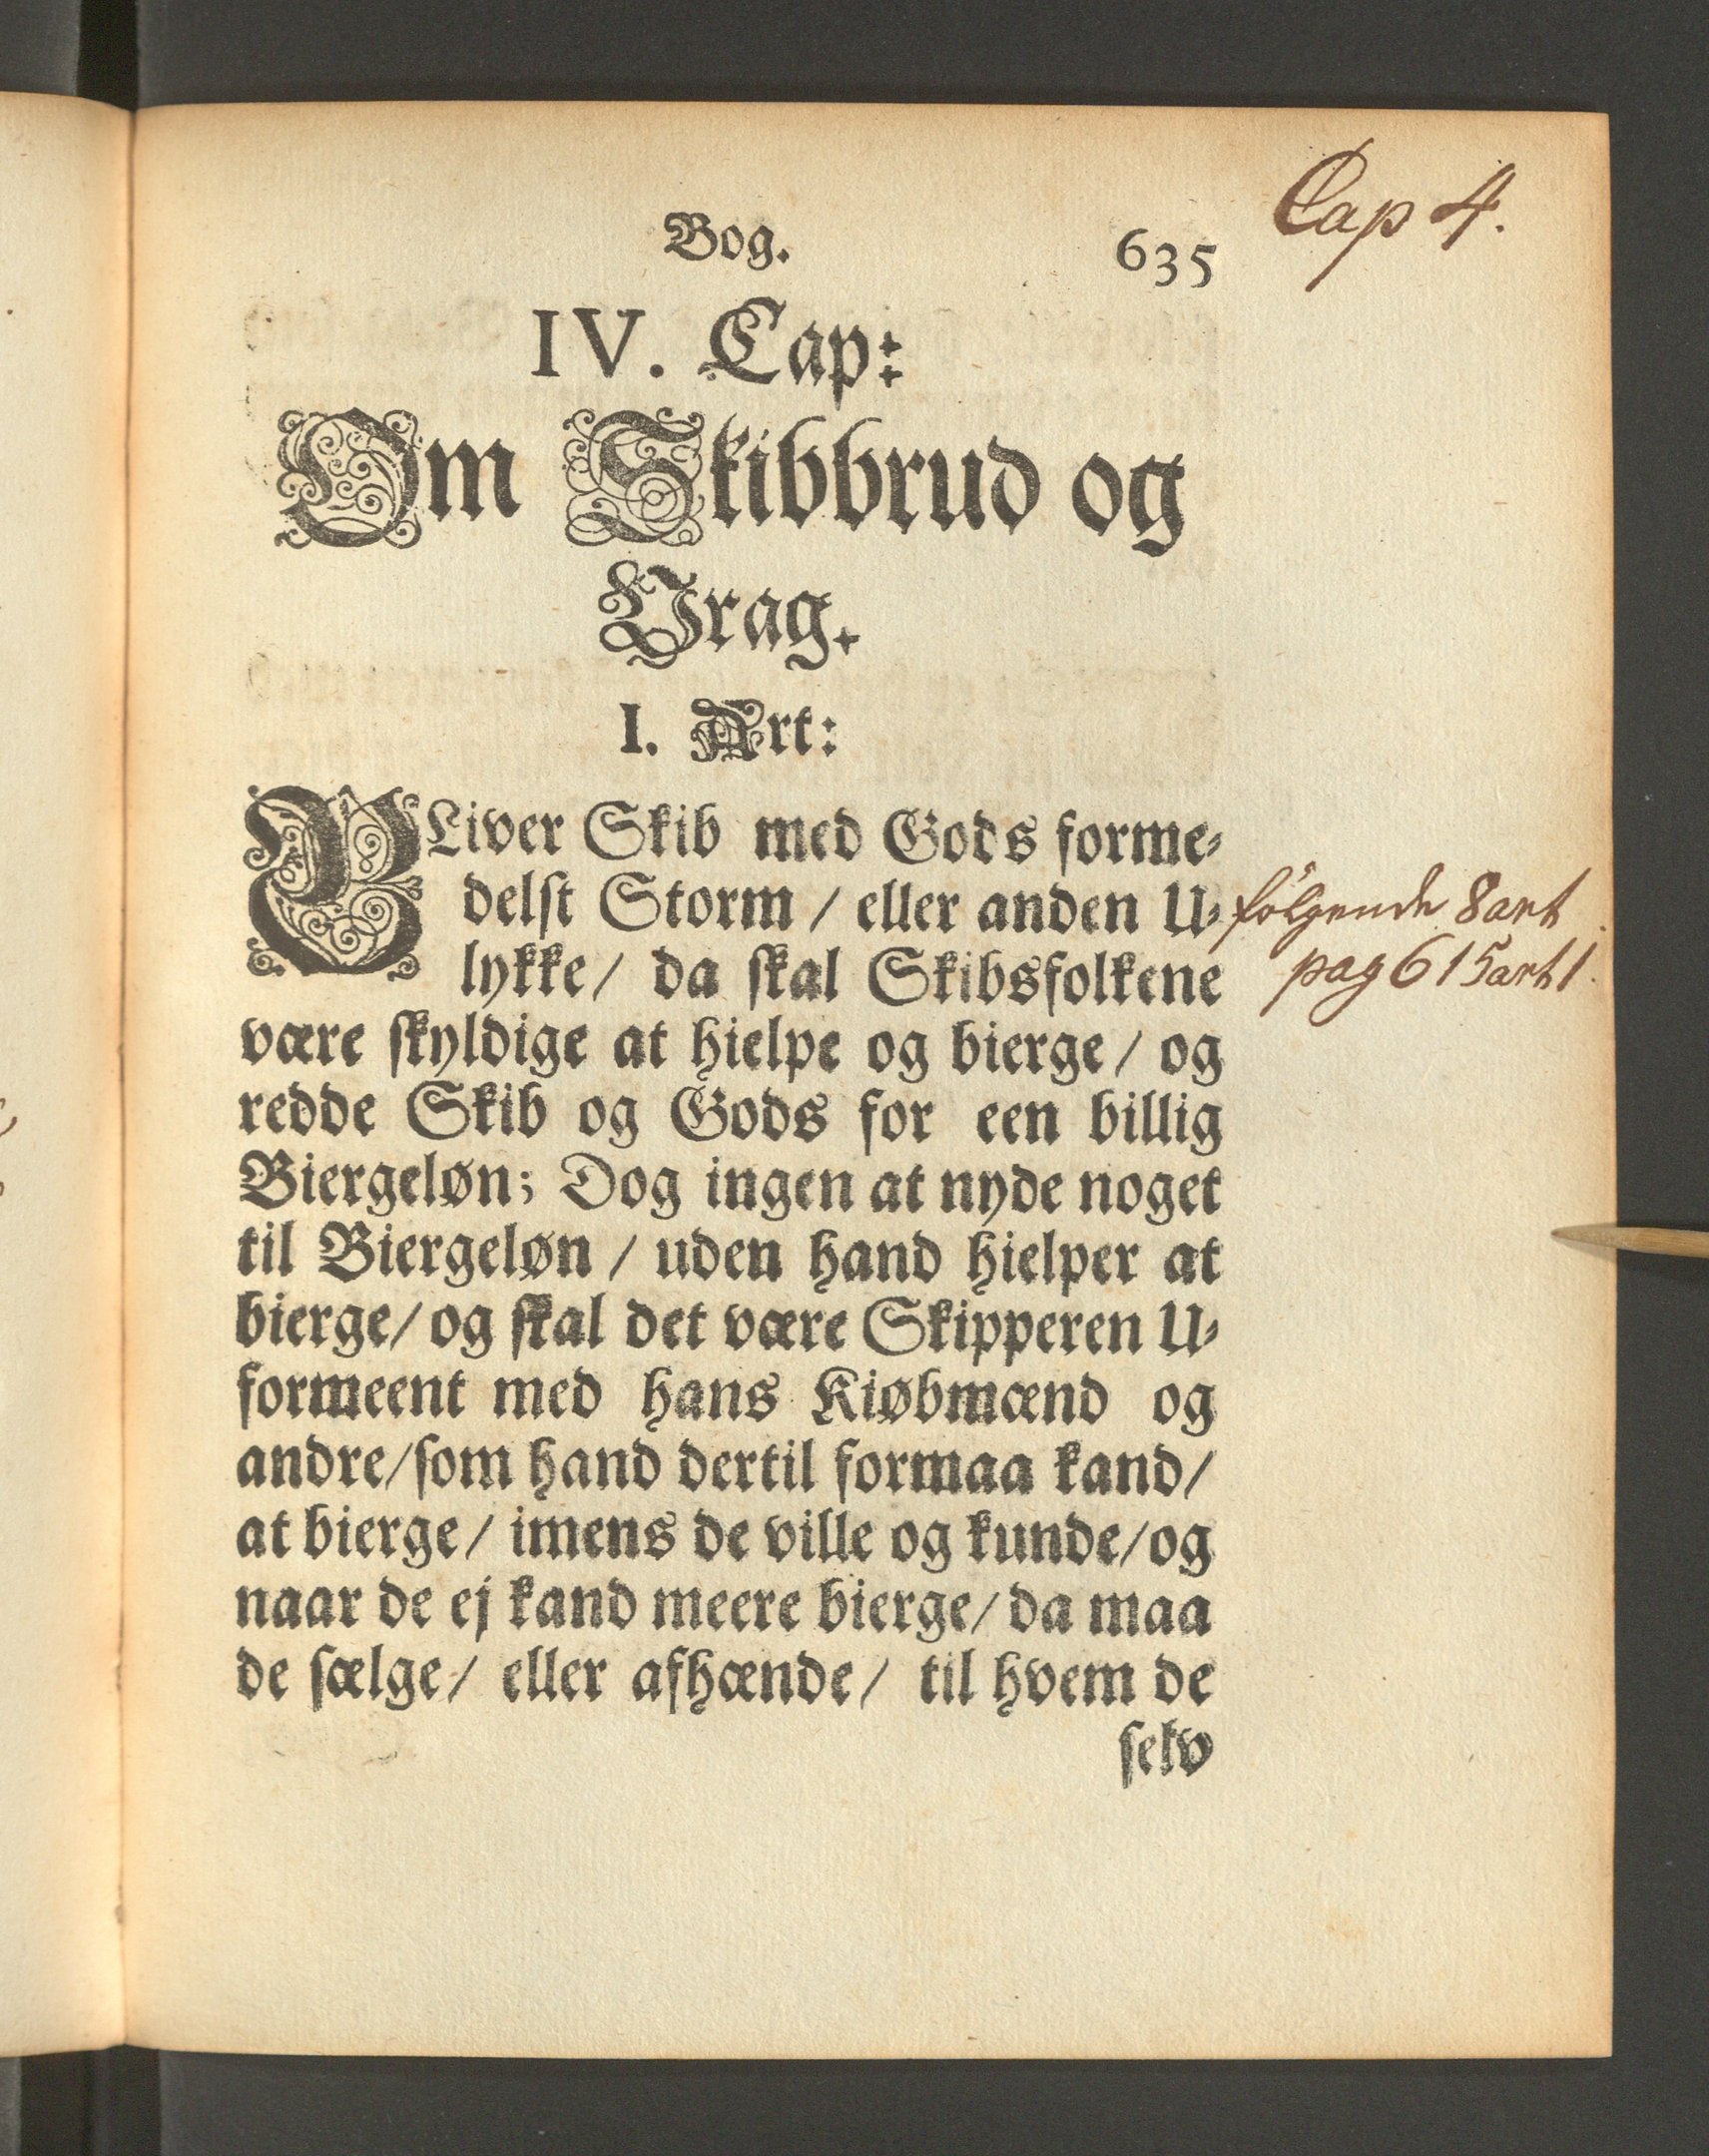 Cap 4.
Bog. 635
IV. Cap:
Om Skibbrud og
Vrag.
I. Art:
BLiver Skib med Gods forme-
delst Storm / eller anden U-
følgende 8 art
lykke / da skal Skibsfolkene
pag 615 art 1.
være skyldige at hielpe og bierge / og
redde Skib og Gods for een billig
Biergeløn; Dog ingen at nyde noget
til Biergeløn / uden hand hielper at
bierge / og skal det være Skipperen U-
formeent med hans Kiøbmænd og
andre / som hand dertil formaa kand /
at bierge / imens de ville og kunde / og
naar de ej kand meere bierge / da maa
de sælge / eller afhænde / til hvem de
selv